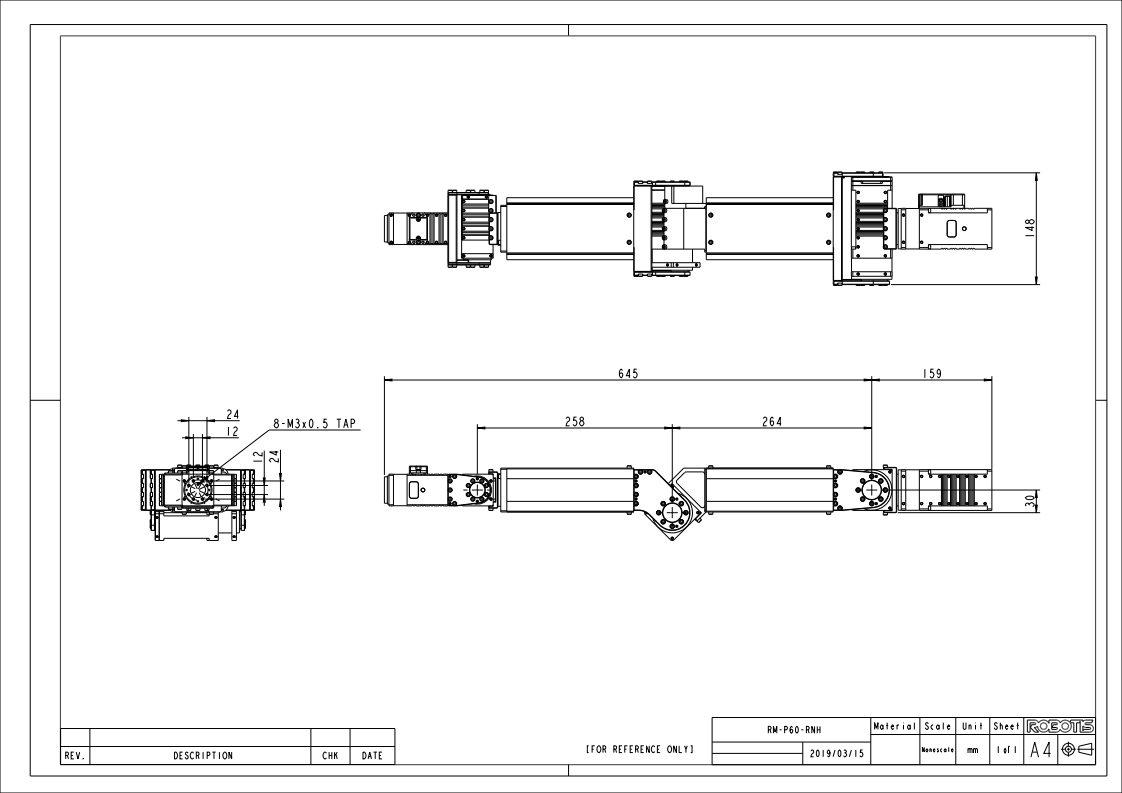 148
645
159
258
264
24
12
8-M3x0.5 TAP
12
24
30
REV.
DESCRIPTION
CHK
DATE
[FOR REFERENCE ONLY]
RM-P60-RNH
2019/03/15
Material
Scale
Unit
Sheet
ROBOTIS
Nonescale
mm
1 of 1
A4